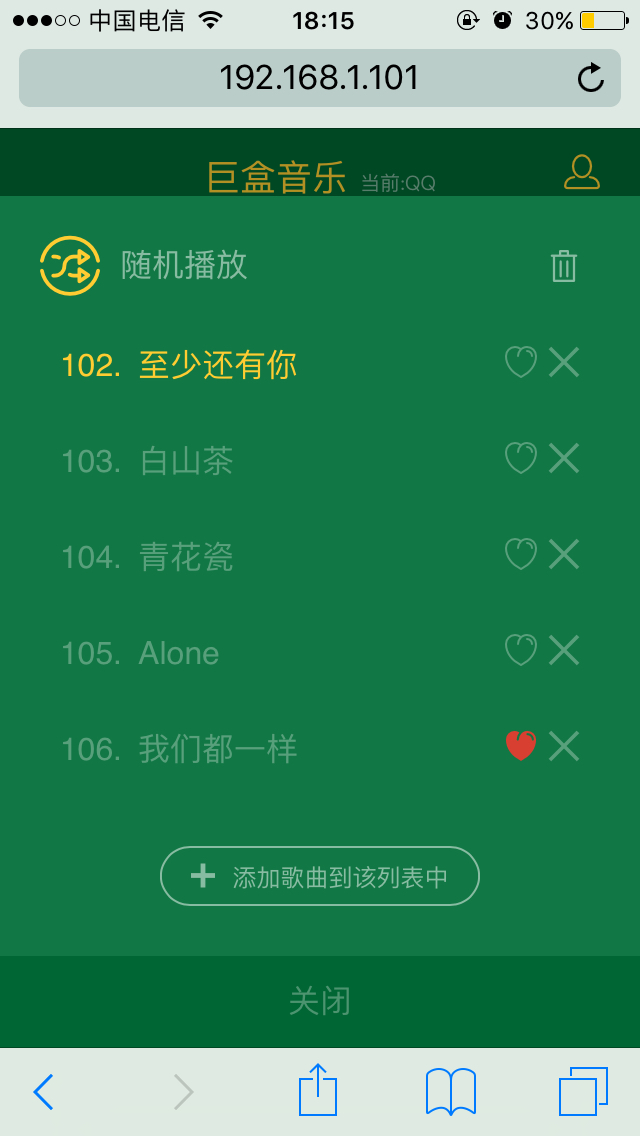 中国电信 18:15 30%
192.168.1.101
巨盒音乐 当前:QQ
随机播放
102. 至少还有你
103. 白山茶
104. 青花瓷
105. Alone
106. 我们都一样
添加歌曲到该列表中
关闭